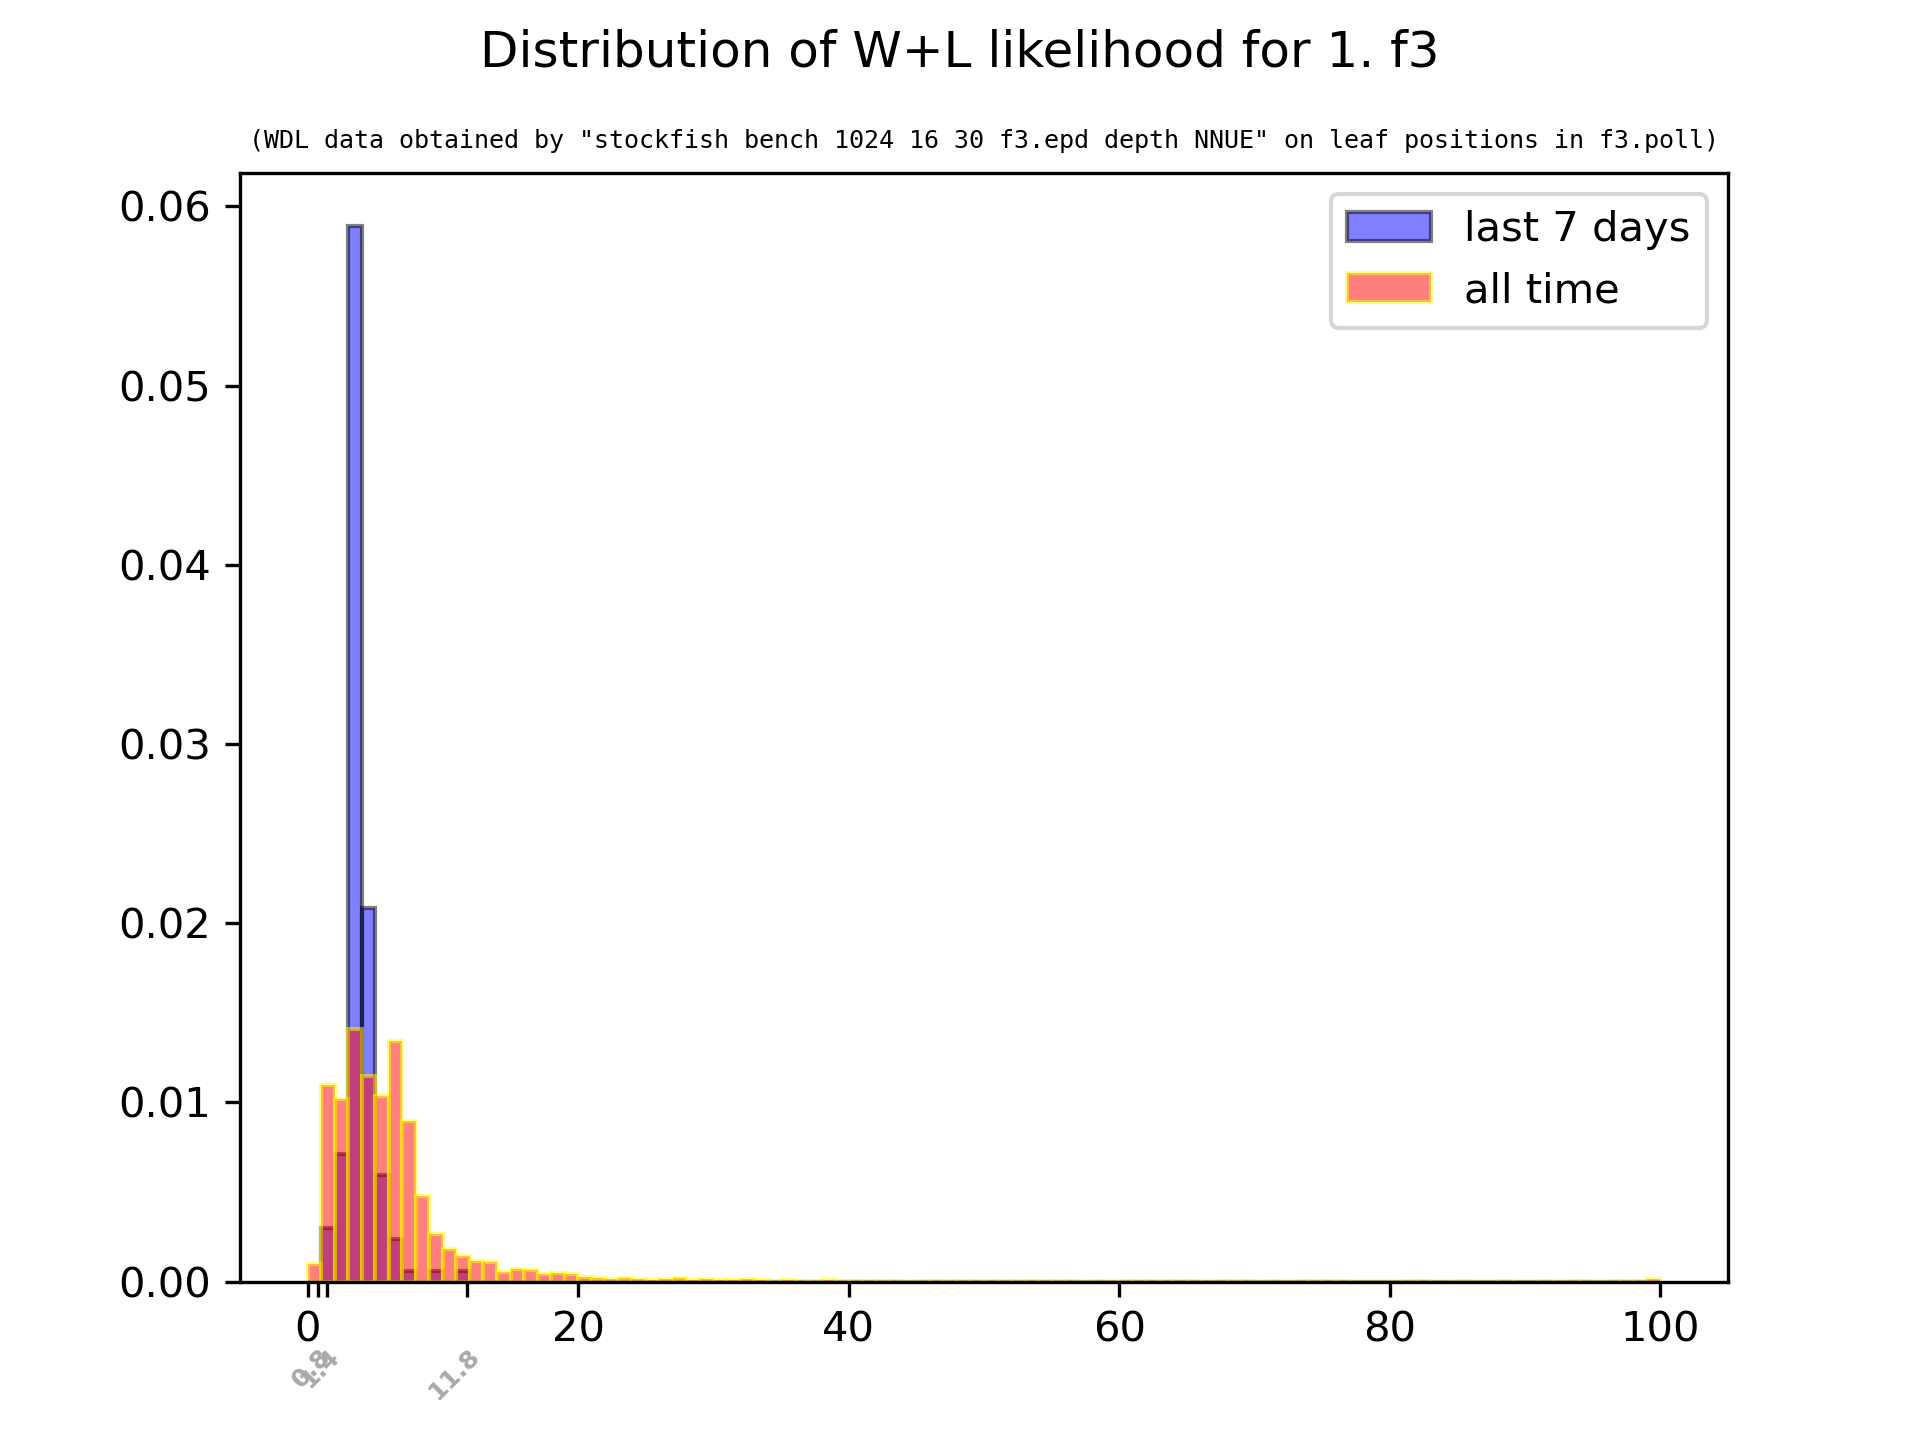 Distribution of W+L likelihood for 1. f3
(WDL data obtained by "stockfish bench 1024 16 30 f3.epd depth NNUE" on leaf positions in f3.poll)
last 7 days
all time
0.06
0.05
0.04
0.03
0.02
0.01
0.00
0 20 40 60 80 100
11.8